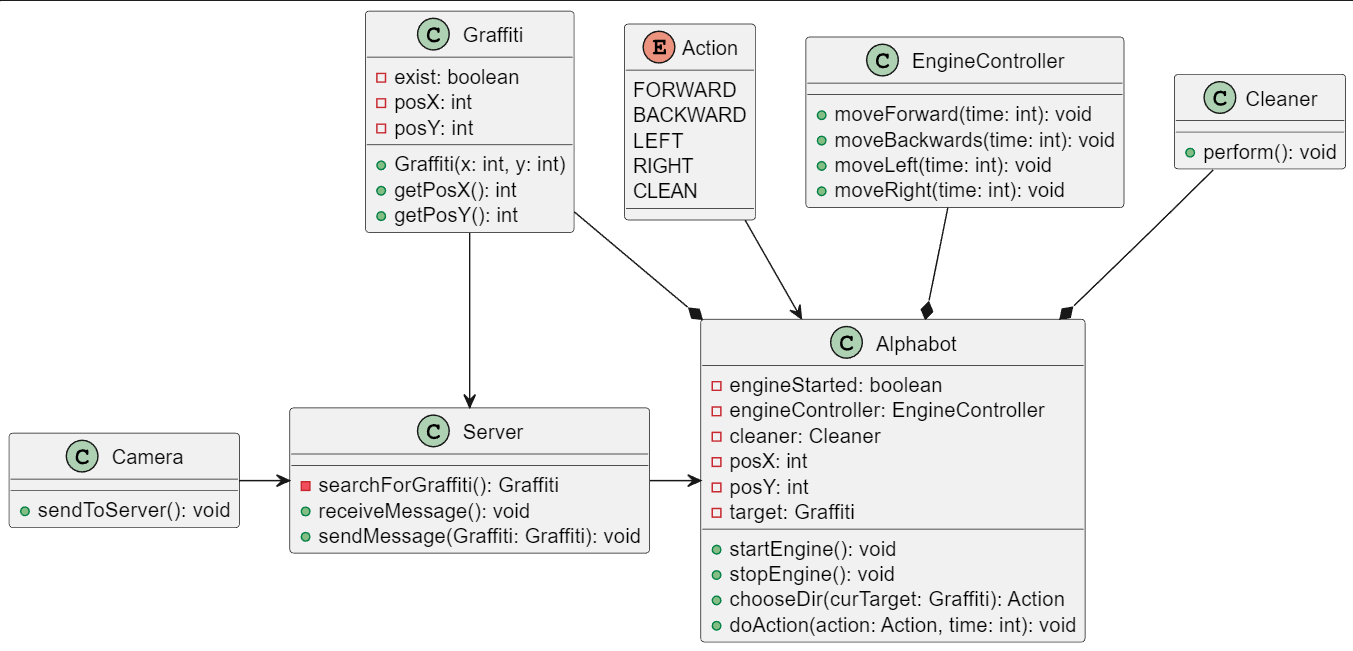 C Graffiti
exist: boolean
posX: int
posY: int
Graffiti(x: int, y: int)
getPosX(): int
getPosY(): int
E Action
FORWARD
BACKWARD
LEFT
RIGHT
CLEAN
C EngineController
moveForward(time: int): void
moveBackwards(time: int): void
moveLeft(time: int): void
moveRight(time: int): void
C Cleaner
perform(): void
C Camera
sendToServer(): void
C Server
searchForGraffiti(): Graffiti
receiveMessage(): void
sendMessage(Graffiti: Graffiti): void
C Alphabot
engineStarted: boolean
engineController: EngineController
cleaner: Cleaner
posX: int
posY: int
target: Graffiti
startEngine(): void
stopEngine(): void
chooseDir(curTarget: Graffiti): Action
doAction(action: Action, time: int): void